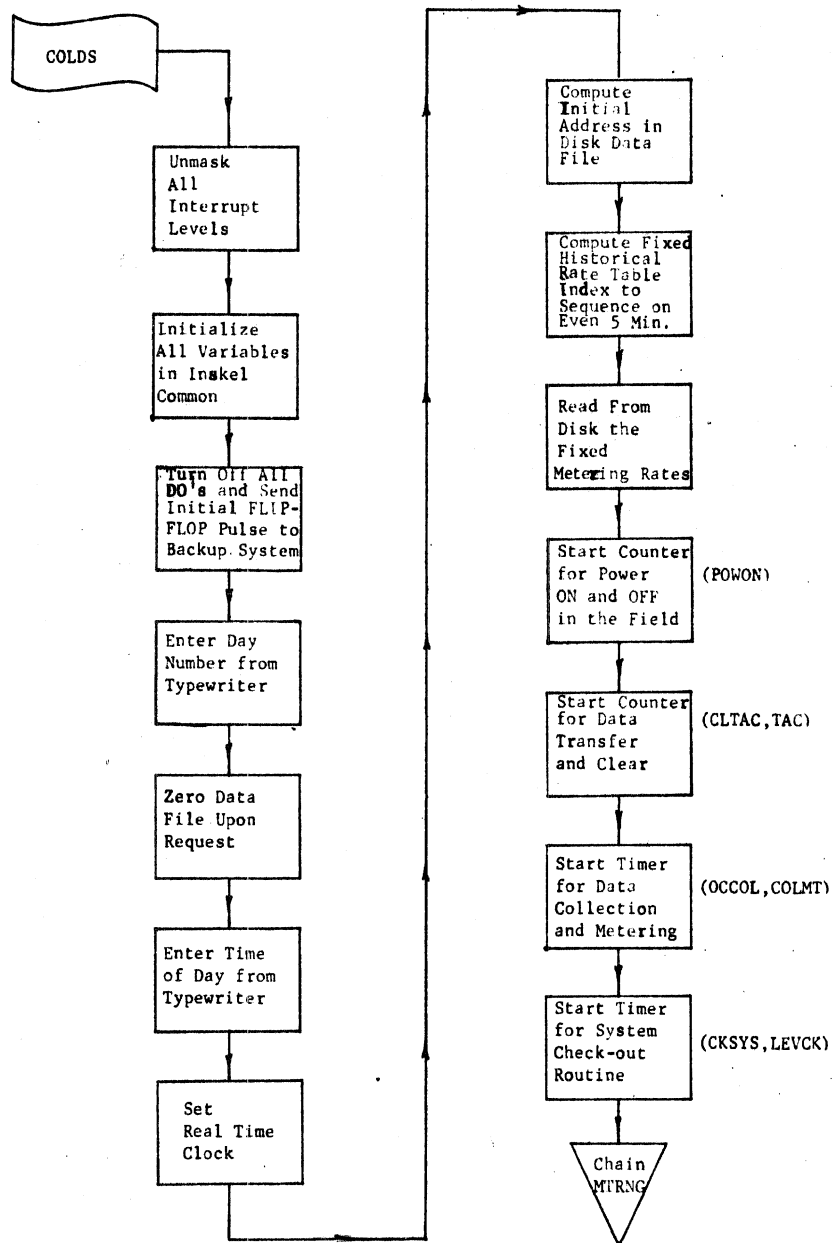 COLDS
Unmask
All
Interrupt
Levels
Initialize
All Variables
in Inskel
Common
Turn Off All
DO's and Send
Initial FLIP-
FLOP Pulse to
Backup System
Enter Day
Number from
Typewriter
Zero Data
File Upon
Request
Enter Time
of Day from
Typewriter
Set
Real Time
Clock
Compute
Initial
Address in
Disk Data
File
Compute Fixed
Historical
Rate Table
Index to
Sequence on
Even 5 Min.
Read From
Disk the
Fixed
Metering Rates
Start Counter
for Power
ON and OFF
in the Field
(POWON)
Start Counter
for Data
Transfer
and Clear
(CLTAC,TAC)
Start Timer
for Data
Collection
and Metering
(OCCOL,COLMT)
Start Timer
for System
Check-out
Routine
(CKSYS,LEVCK)
Chain
MTRNG